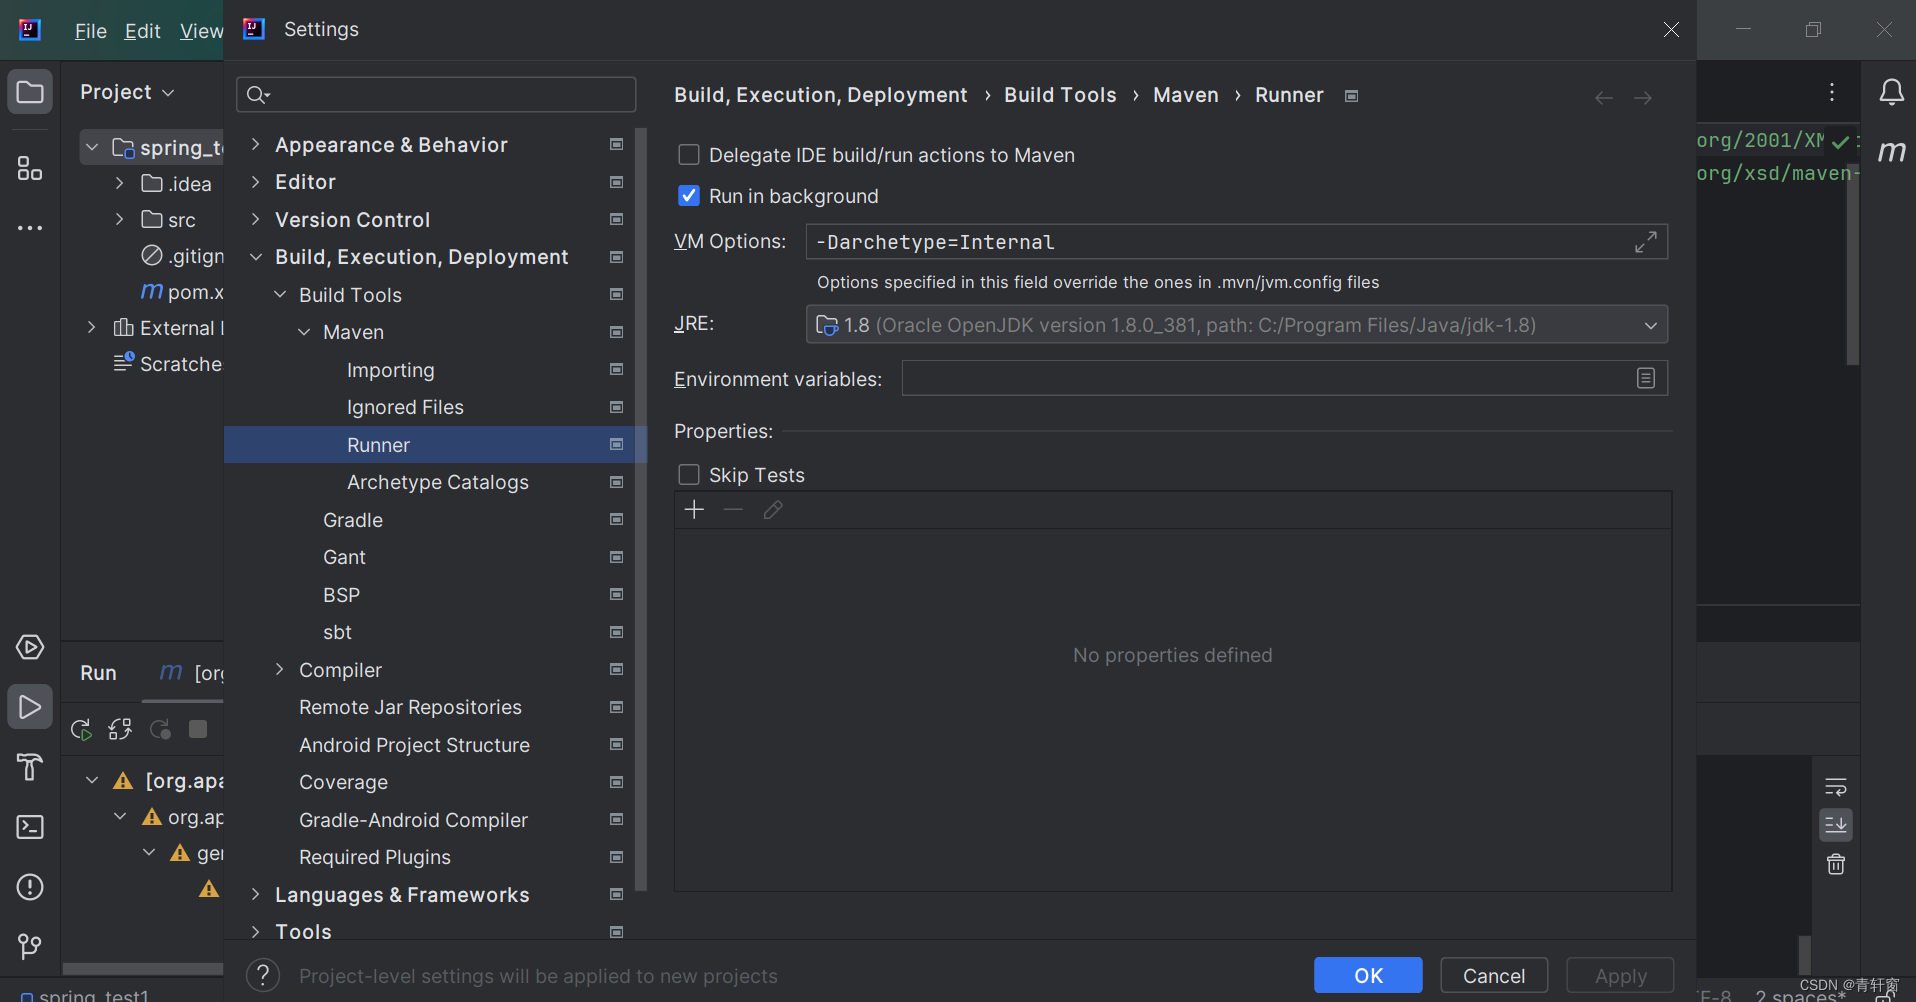 File Edit View
Settings
Project
spring_te
.idea
src
.gitign
pom.x
External
Scratche
Appearance & Behavior
Editor
Version Control
Build, Execution, Deployment
Build Tools
Maven
Importing
Ignored Files
Runner
Archetype Catalogs
Gradle
Gant
BSP
sbt
Compiler
Remote Jar Repositories
Android Project Structure
Coverage
Gradle-Android Compiler
Required Plugins
Languages & Frameworks
Tools
Build, Execution, Deployment › Build Tools › Maven › Runner
Delegate IDE build/run actions to Maven
Run in background
VM Options: -Darchetype=Internal
Options specified in this field override the ones in .mvn/jvm.config files
JRE: 1.8 (Oracle OpenJDK version 1.8.0_381, path: C:/Program Files/Java/jdk-1.8)
Environment variables:
Properties:
Skip Tests
No properties defined
org/2001/XM
org/xsd/maven-
Run [org
[org.apa
org.ap
ger
? Project-level settings will be applied to new projects
OK Cancel Apply
spring_test1
TF-8 2 spaces*
CSDN @青轩窗